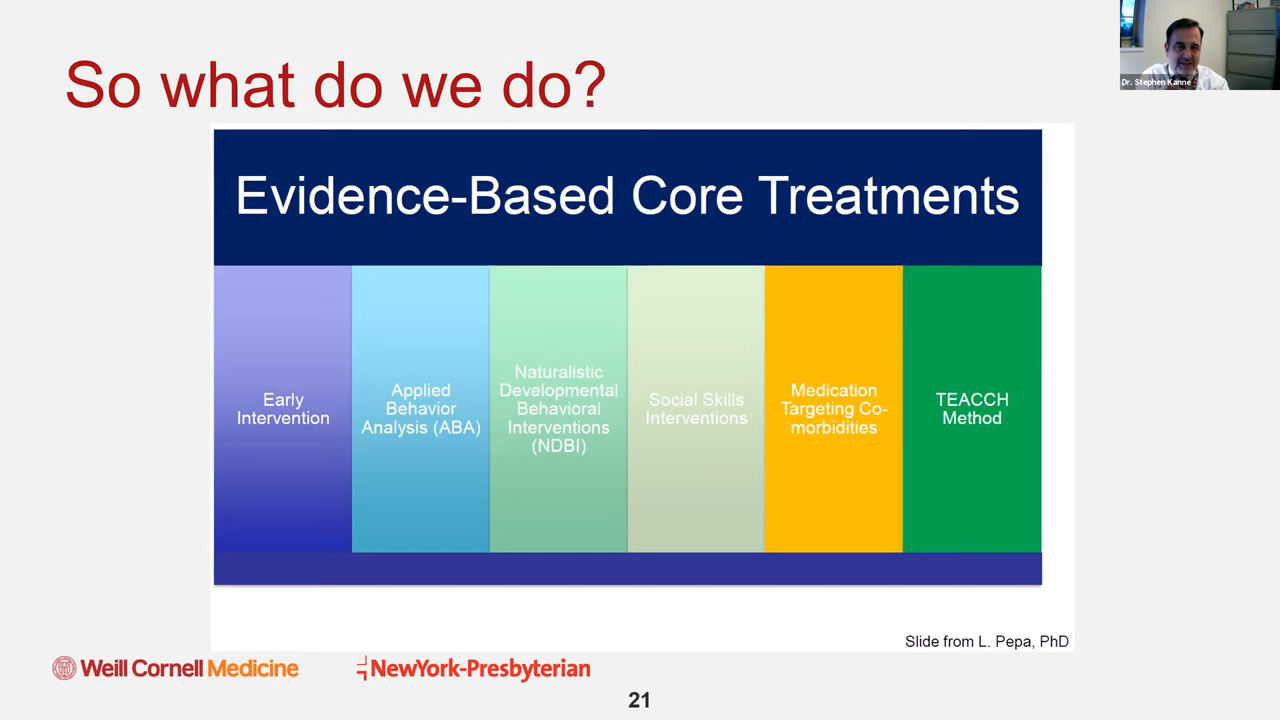 Dr. Stephen Kanne
So what do we do?
Evidence-Based Core Treatments
Early
Intervention
Applied
Behavior
Analysis (ABA)
Naturalistic
Developmental
Behavioral
Interventions
(NDBI)
Social Skills
Interventions
Medication
Targeting Co-
morbidities
TEACCH
Method
Slide from L. Pepa, PhD
Weill Cornell Medicine
NewYork-Presbyterian
21